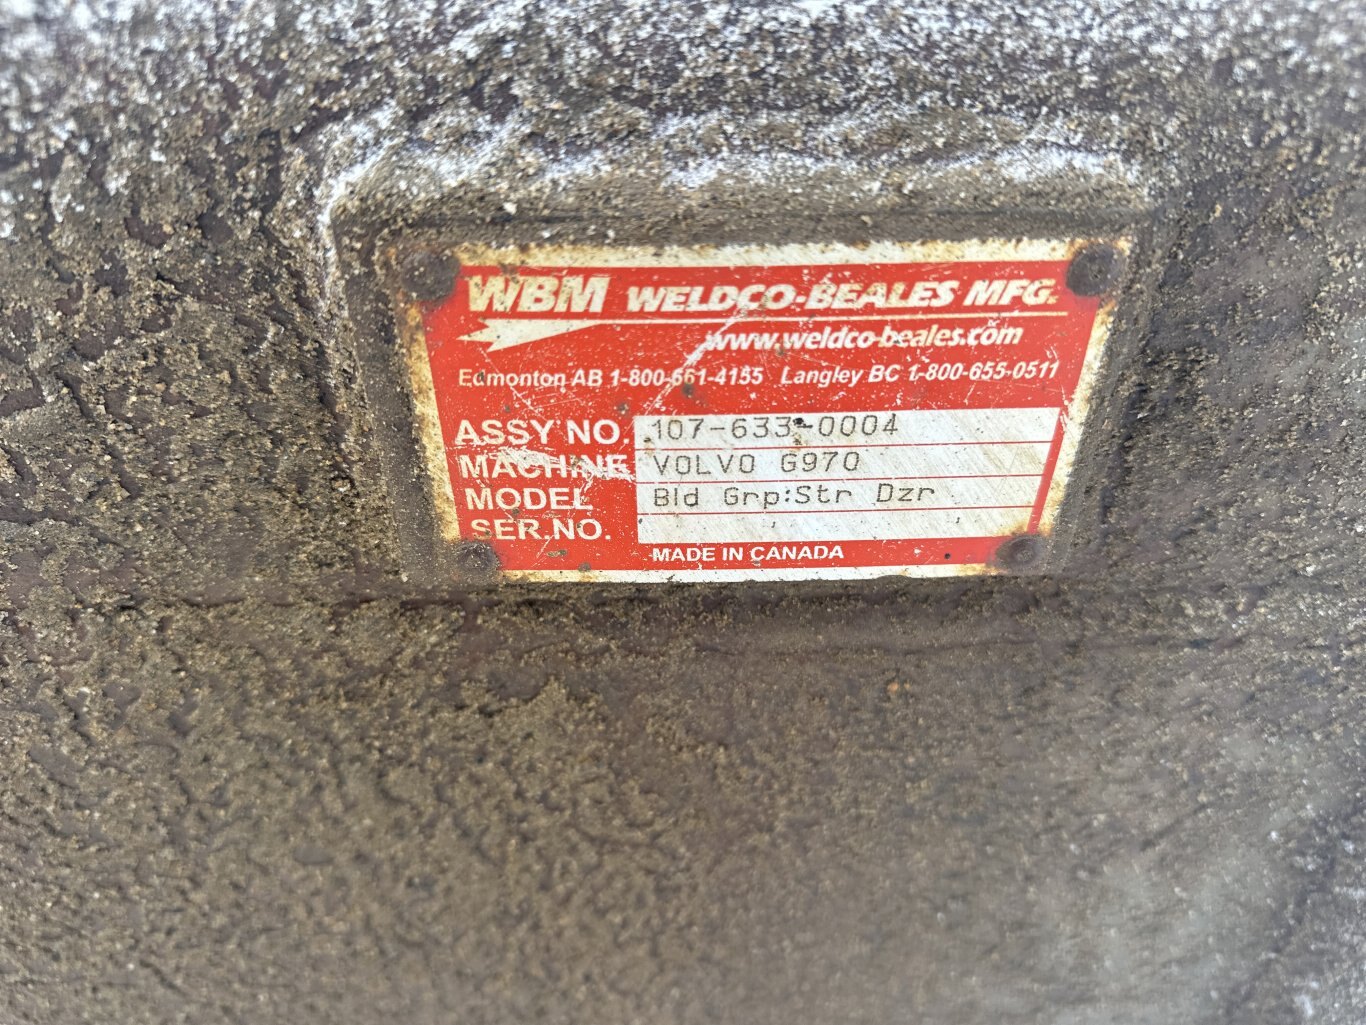 WBM WELDCO-BEALES MFG.
www.weldco-beales.com
Edmonton AB 1-800-661-4155 Langley BC 1-800-655-0511
ASSY NO. 107-633-0004
MACHINE VOLVO G970
MODEL Bld Grp:Str Dzr
SER.NO.
MADE IN CANADA